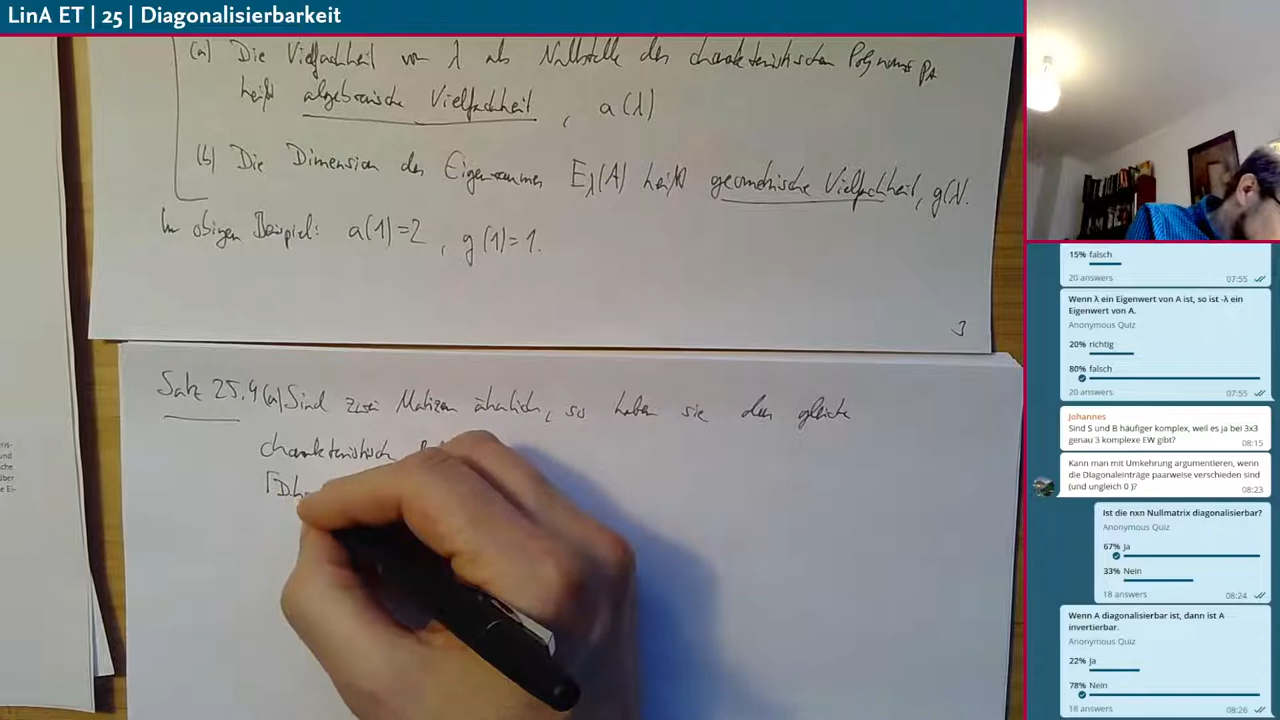 LinA ET | 25 | Diagonalisierbarkeit
(a) Die Vielfachheit von λ als Nullstelle des charakteristischen Polynoms p_A
heißt algebraische Vielfachheit, a(λ)
(b) Die Dimension des Eigenraumes E_λ(A) heißt geometrische Vielfachheit, g(λ).
Im obigen Beispiel: a(1)=2, g(1)=1.
3
Satz 25.4 (a) Sind zwei Matrizen ähnlich, so haben sie das gleiche
charakteristische
[D.h.
15% falsch
20 answers 07:55
Wenn λ ein Eigenwert von A ist, so ist -λ ein
Eigenwert von A.
Anonymous Quiz
20% richtig
80% falsch
20 answers 07:55
Johannes
Sind S und B häufiger komplex, weil es ja bei 3x3
genau 3 komplexe EW gibt? 08:15
Kann man mit Umkehrung argumentieren, wenn
die Diagonaleinträge paarweise verschieden sind
(und ungleich 0 )? 08:23
Ist die nxn Nullmatrix diagonalisierbar?
Anonymous Quiz
67% Ja
33% Nein
18 answers 08:24
Wenn A diagonalisierbar ist, dann ist A
invertierbar.
Anonymous Quiz
22% Ja
78% Nein
18 answers 08:26